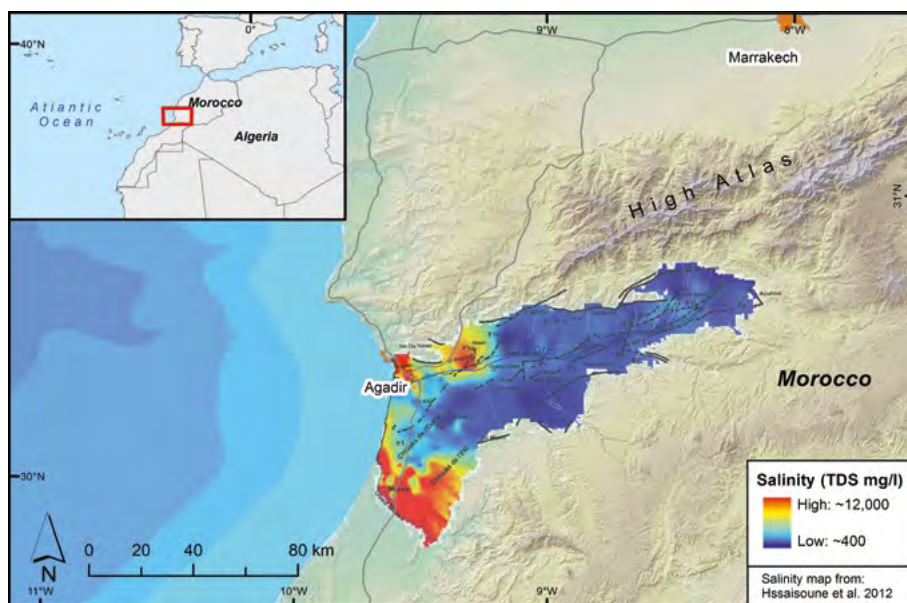 40°N
0°
Atlantic
Ocean
Morocco
Algeria
9°W
8°W
Marrakech
High Atlas
31°N
Agadir
Morocco
30°N
0 20 40 80 km
N
11°W
10°W
9°W
Salinity (TDS mg/l)
High: ~12,000
Low: ~400
Salinity map from:
Hssaisoune et al. 2012